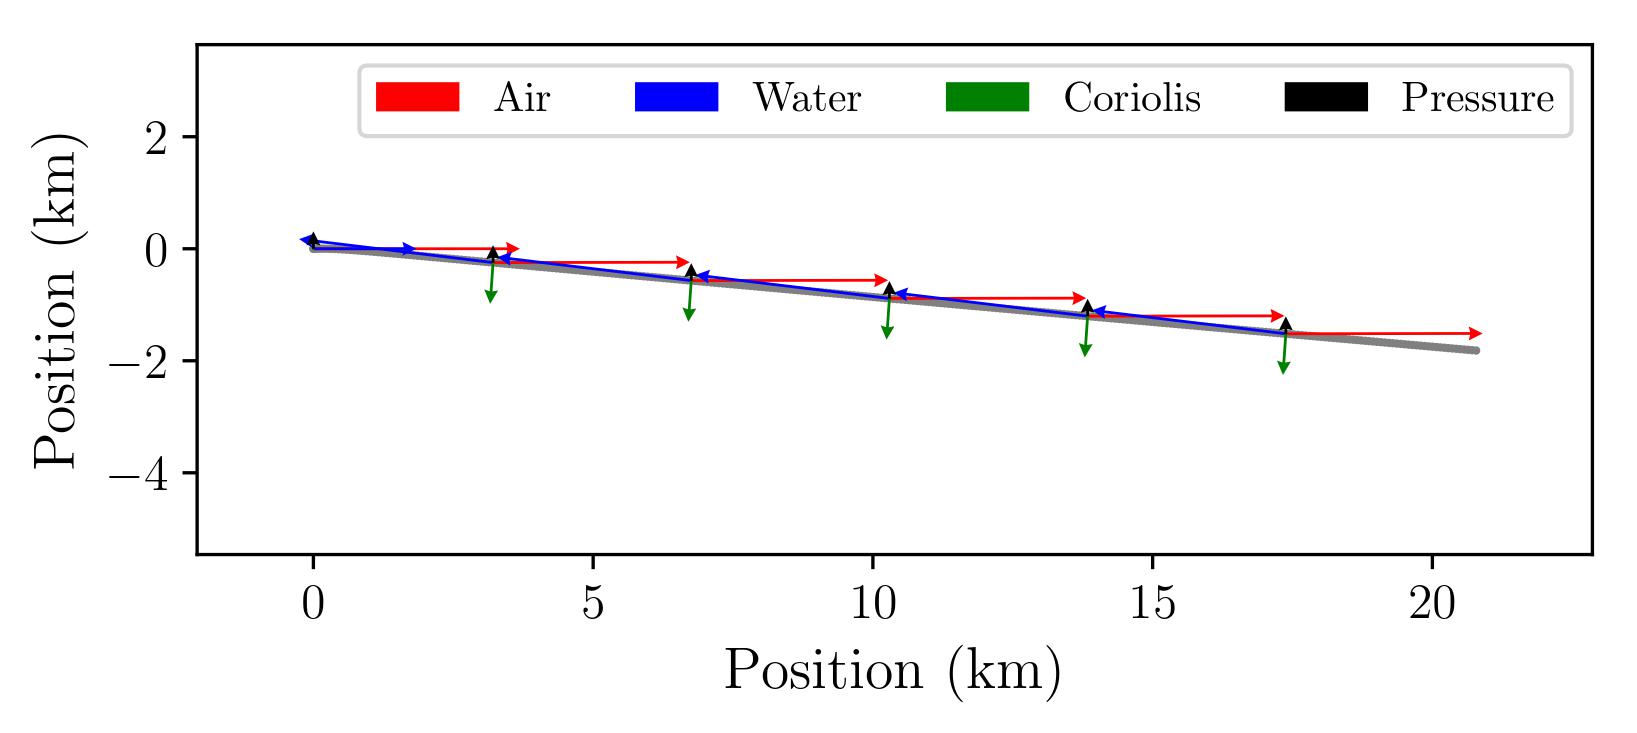 Air Water Coriolis Pressure
2
0
−2
−4
Position (km)
0 5 10 15 20
Position (km)